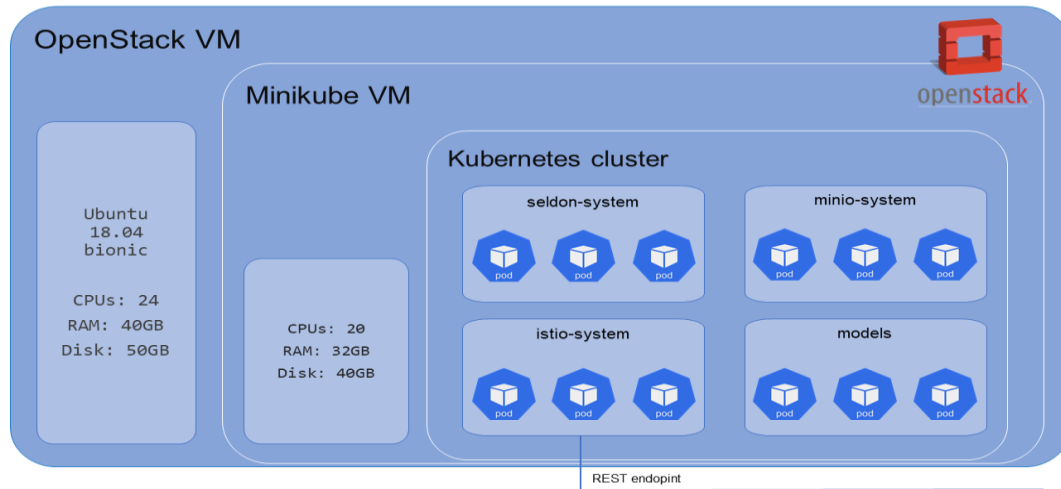 OpenStack VM
openstack
Minikube VM
Kubernetes cluster
Ubuntu
18.04
bionic
CPUs: 24
RAM: 40GB
Disk: 50GB
CPUs: 20
RAM: 32GB
Disk: 40GB
seldon-system
pod pod pod
minio-system
pod pod pod
istio-system
pod pod pod
models
pod pod pod
REST endopint